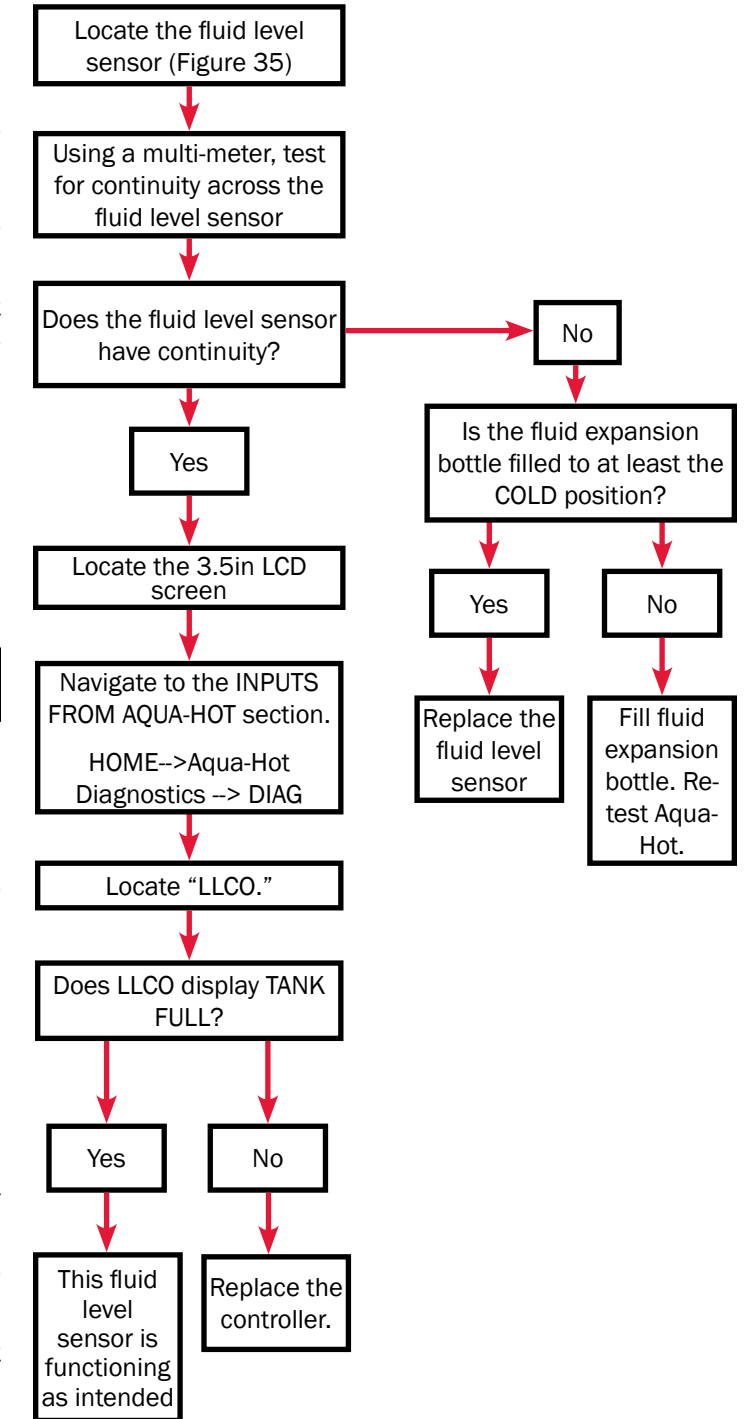 Locate the fluid level
sensor (Figure 35)
Using a multi-meter, test
for continuity across the
fluid level sensor
Does the fluid level sensor
have continuity?
No
Is the fluid expansion
bottle filled to at least the
COLD position?
Yes
No
Replace the
fluid level
sensor
Fill fluid
expansion
bottle. Re-
test Aqua-
Hot.
Yes
Locate the 3.5in LCD
screen
Navigate to the INPUTS
FROM AQUA-HOT section.
HOME-->Aqua-Hot
Diagnostics --> DIAG
Locate “LLCO.”
Does LLCO display TANK
FULL?
Yes
No
This fluid
level
sensor is
functioning
as intended
Replace the
controller.